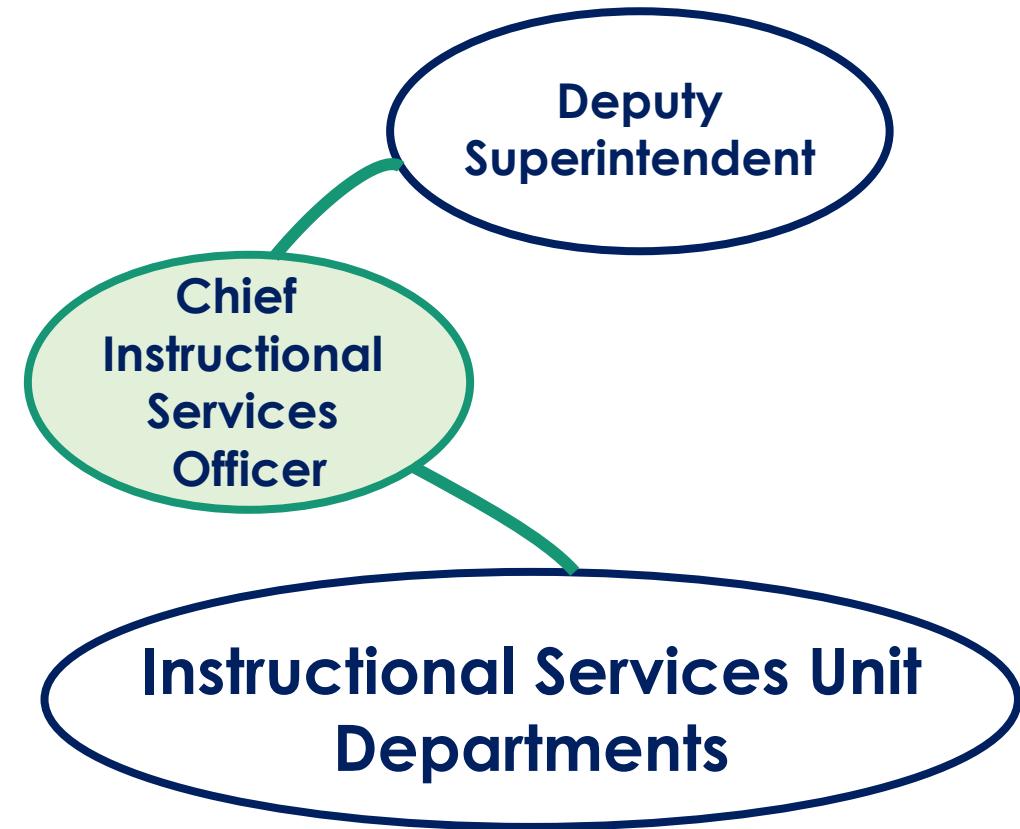 Deputy
Superintendent
Chief
Instructional
Services
Officer
Instructional Services Unit
Departments